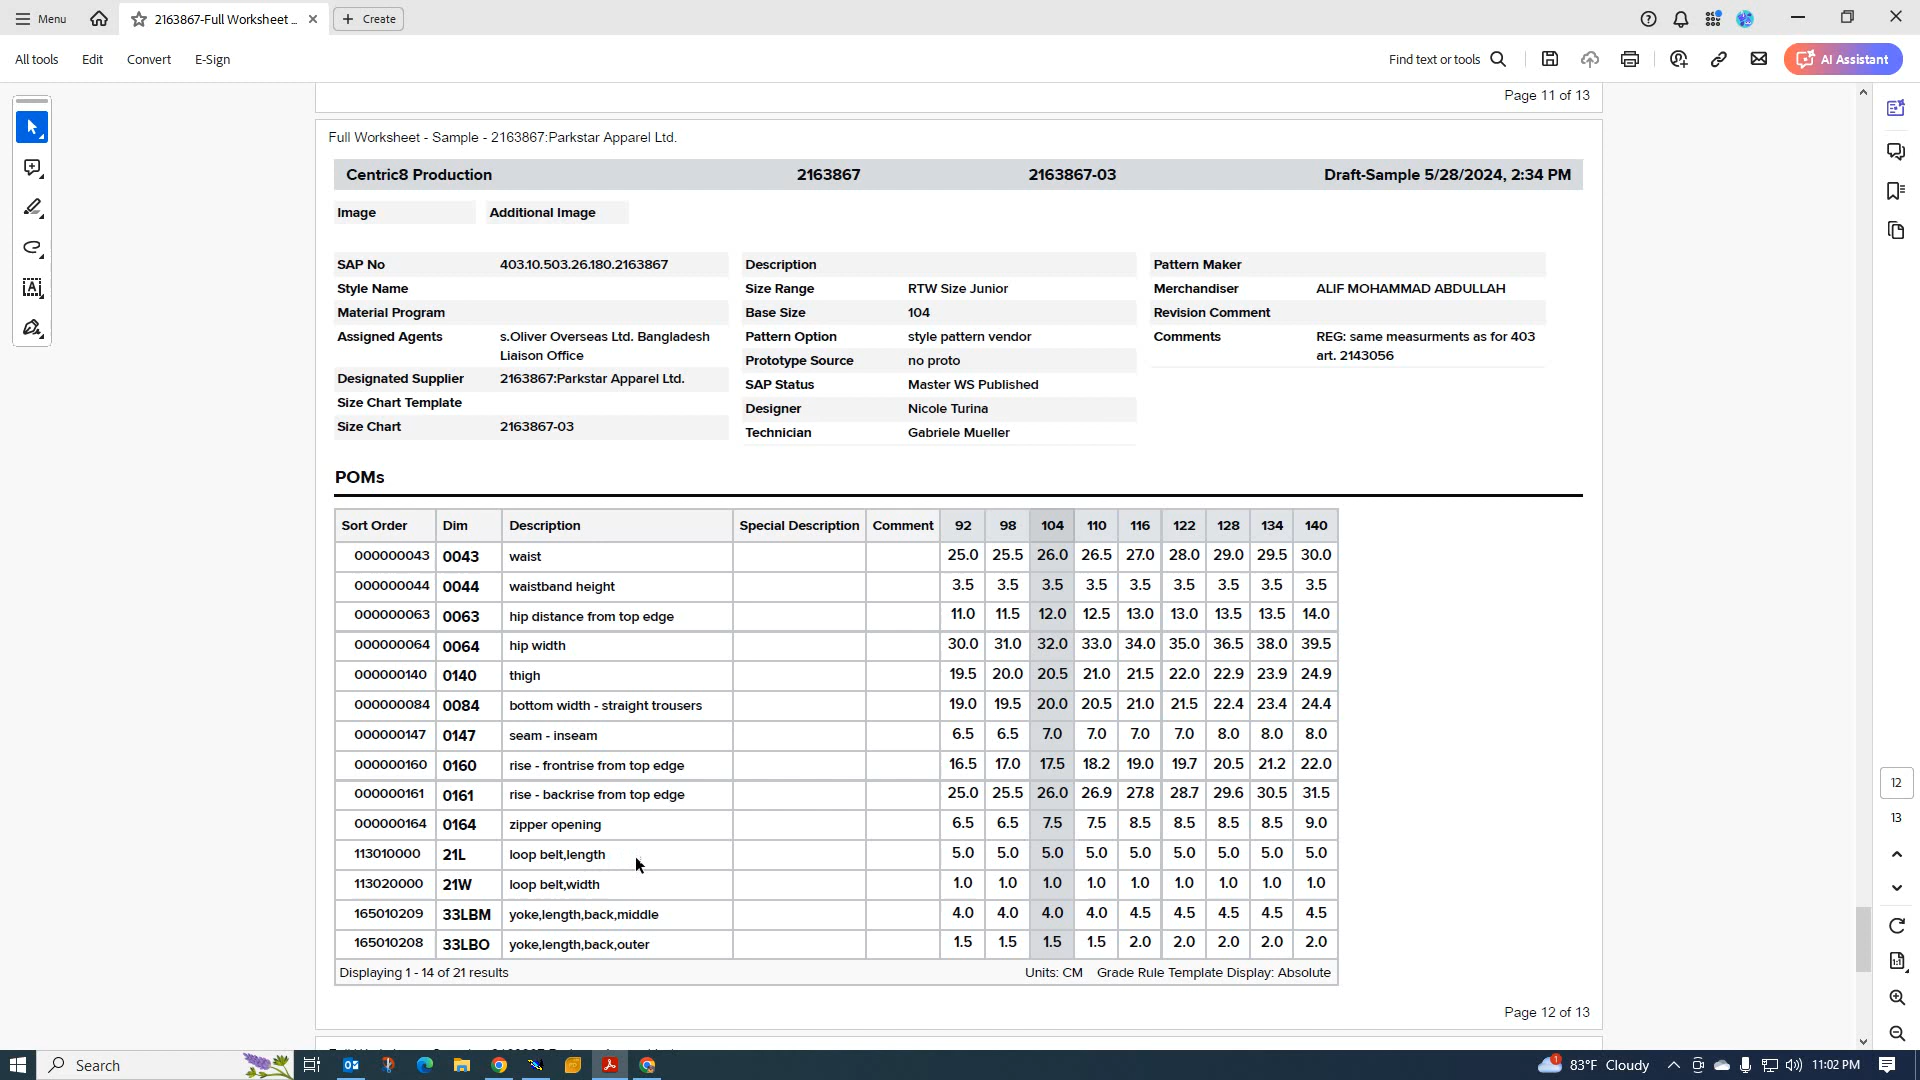 Menu
2163867-Full Worksheet ...
Create
All tools Edit Convert E-Sign
Find text or tools
AI Assistant
Page 11 of 13
Full Worksheet - Sample - 2163867:Parkstar Apparel Ltd.
Centric8 Production 2163867 2163867-03 Draft-Sample 5/28/2024, 2:34 PM
Image Additional Image
SAP No 403.10.503.26.180.2163867
Style Name
Material Program
Assigned Agents s.Oliver Overseas Ltd. Bangladesh
Liaison Office
Designated Supplier 2163867:Parkstar Apparel Ltd.
Size Chart Template
Size Chart 2163867-03
Description
Size Range RTW Size Junior
Base Size 104
Pattern Option style pattern vendor
Prototype Source no proto
SAP Status Master WS Published
Designer Nicole Turina
Technician Gabriele Mueller
Pattern Maker
Merchandiser ALIF MOHAMMAD ABDULLAH
Revision Comment
Comments REG: same measurments as for 403
art. 2143056
POMs
Sort Order Dim Description Special Description Comment 92 98 104 110 116 122 128 134 140
000000043 0043 waist 25.0 25.5 26.0 26.5 27.0 28.0 29.0 29.5 30.0
000000044 0044 waistband height 3.5 3.5 3.5 3.5 3.5 3.5 3.5 3.5 3.5
000000063 0063 hip distance from top edge 11.0 11.5 12.0 12.5 13.0 13.0 13.5 13.5 14.0
000000064 0064 hip width 30.0 31.0 32.0 33.0 34.0 35.0 36.5 38.0 39.5
000000140 0140 thigh 19.5 20.0 20.5 21.0 21.5 22.0 22.9 23.9 24.9
000000084 0084 bottom width - straight trousers 19.0 19.5 20.0 20.5 21.0 21.5 22.4 23.4 24.4
000000147 0147 seam - inseam 6.5 6.5 7.0 7.0 7.0 7.0 8.0 8.0 8.0
000000160 0160 rise - frontrise from top edge 16.5 17.0 17.5 18.2 19.0 19.7 20.5 21.2 22.0
000000161 0161 rise - backrise from top edge 25.0 25.5 26.0 26.9 27.8 28.7 29.6 30.5 31.5
000000164 0164 zipper opening 6.5 6.5 7.5 7.5 8.5 8.5 8.5 8.5 9.0
113010000 21L loop belt,length 5.0 5.0 5.0 5.0 5.0 5.0 5.0 5.0 5.0
113020000 21W loop belt,width 1.0 1.0 1.0 1.0 1.0 1.0 1.0 1.0 1.0
165010209 33LBM yoke,length,back,middle 4.0 4.0 4.0 4.0 4.5 4.5 4.5 4.5 4.5
165010208 33LBO yoke,length,back,outer 1.5 1.5 1.5 1.5 2.0 2.0 2.0 2.0 2.0
Displaying 1 - 14 of 21 results Units: CM Grade Rule Template Display: Absolute
Page 12 of 13
12
13
Search
83°F Cloudy
11:02 PM